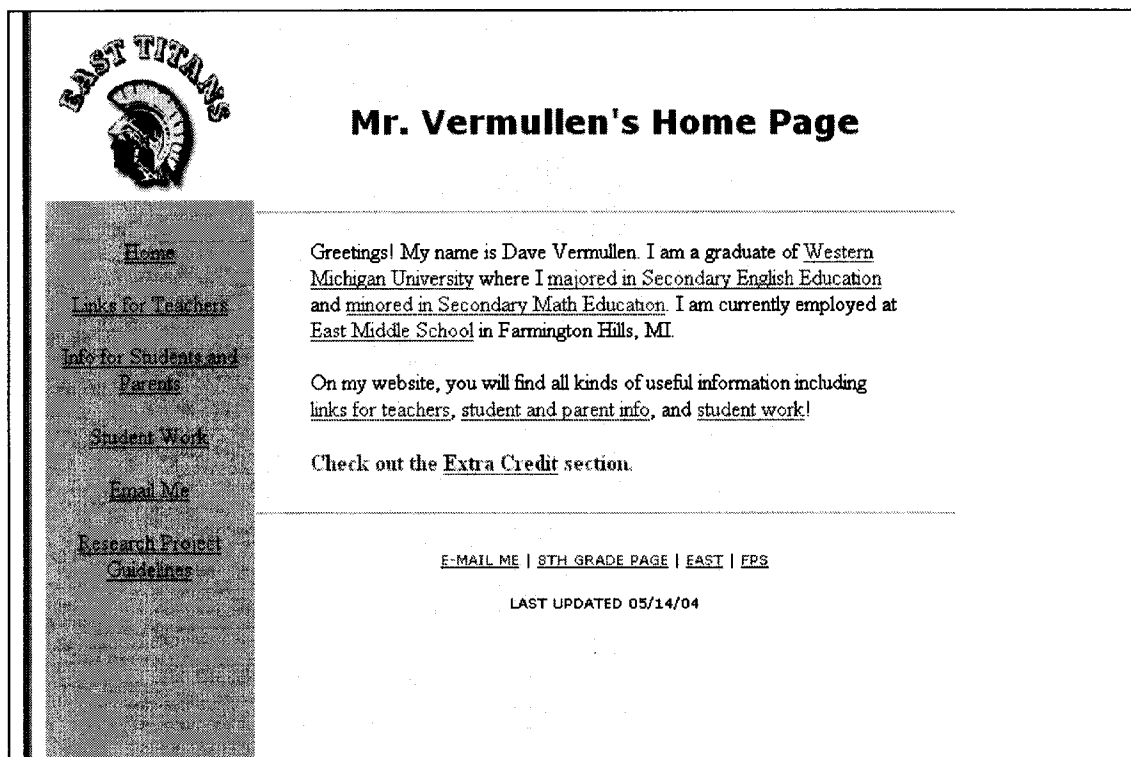 EAST TITANS
Mr. Vermullen's Home Page
Home
Links for Teachers
Info for Students and
Parents
Student Work
Email Me
Research Project
Guidelines
Greetings! My name is Dave Vermullen. I am a graduate of Western
Michigan University where I majored in Secondary English Education
and minored in Secondary Math Education. I am currently employed at
East Middle School in Farmington Hills, MI.
On my website, you will find all kinds of useful information including
links for teachers, student and parent info, and student work!
Check out the Extra Credit section.
E-MAIL ME | 8TH GRADE PAGE | EAST | FPS
LAST UPDATED 05/14/04